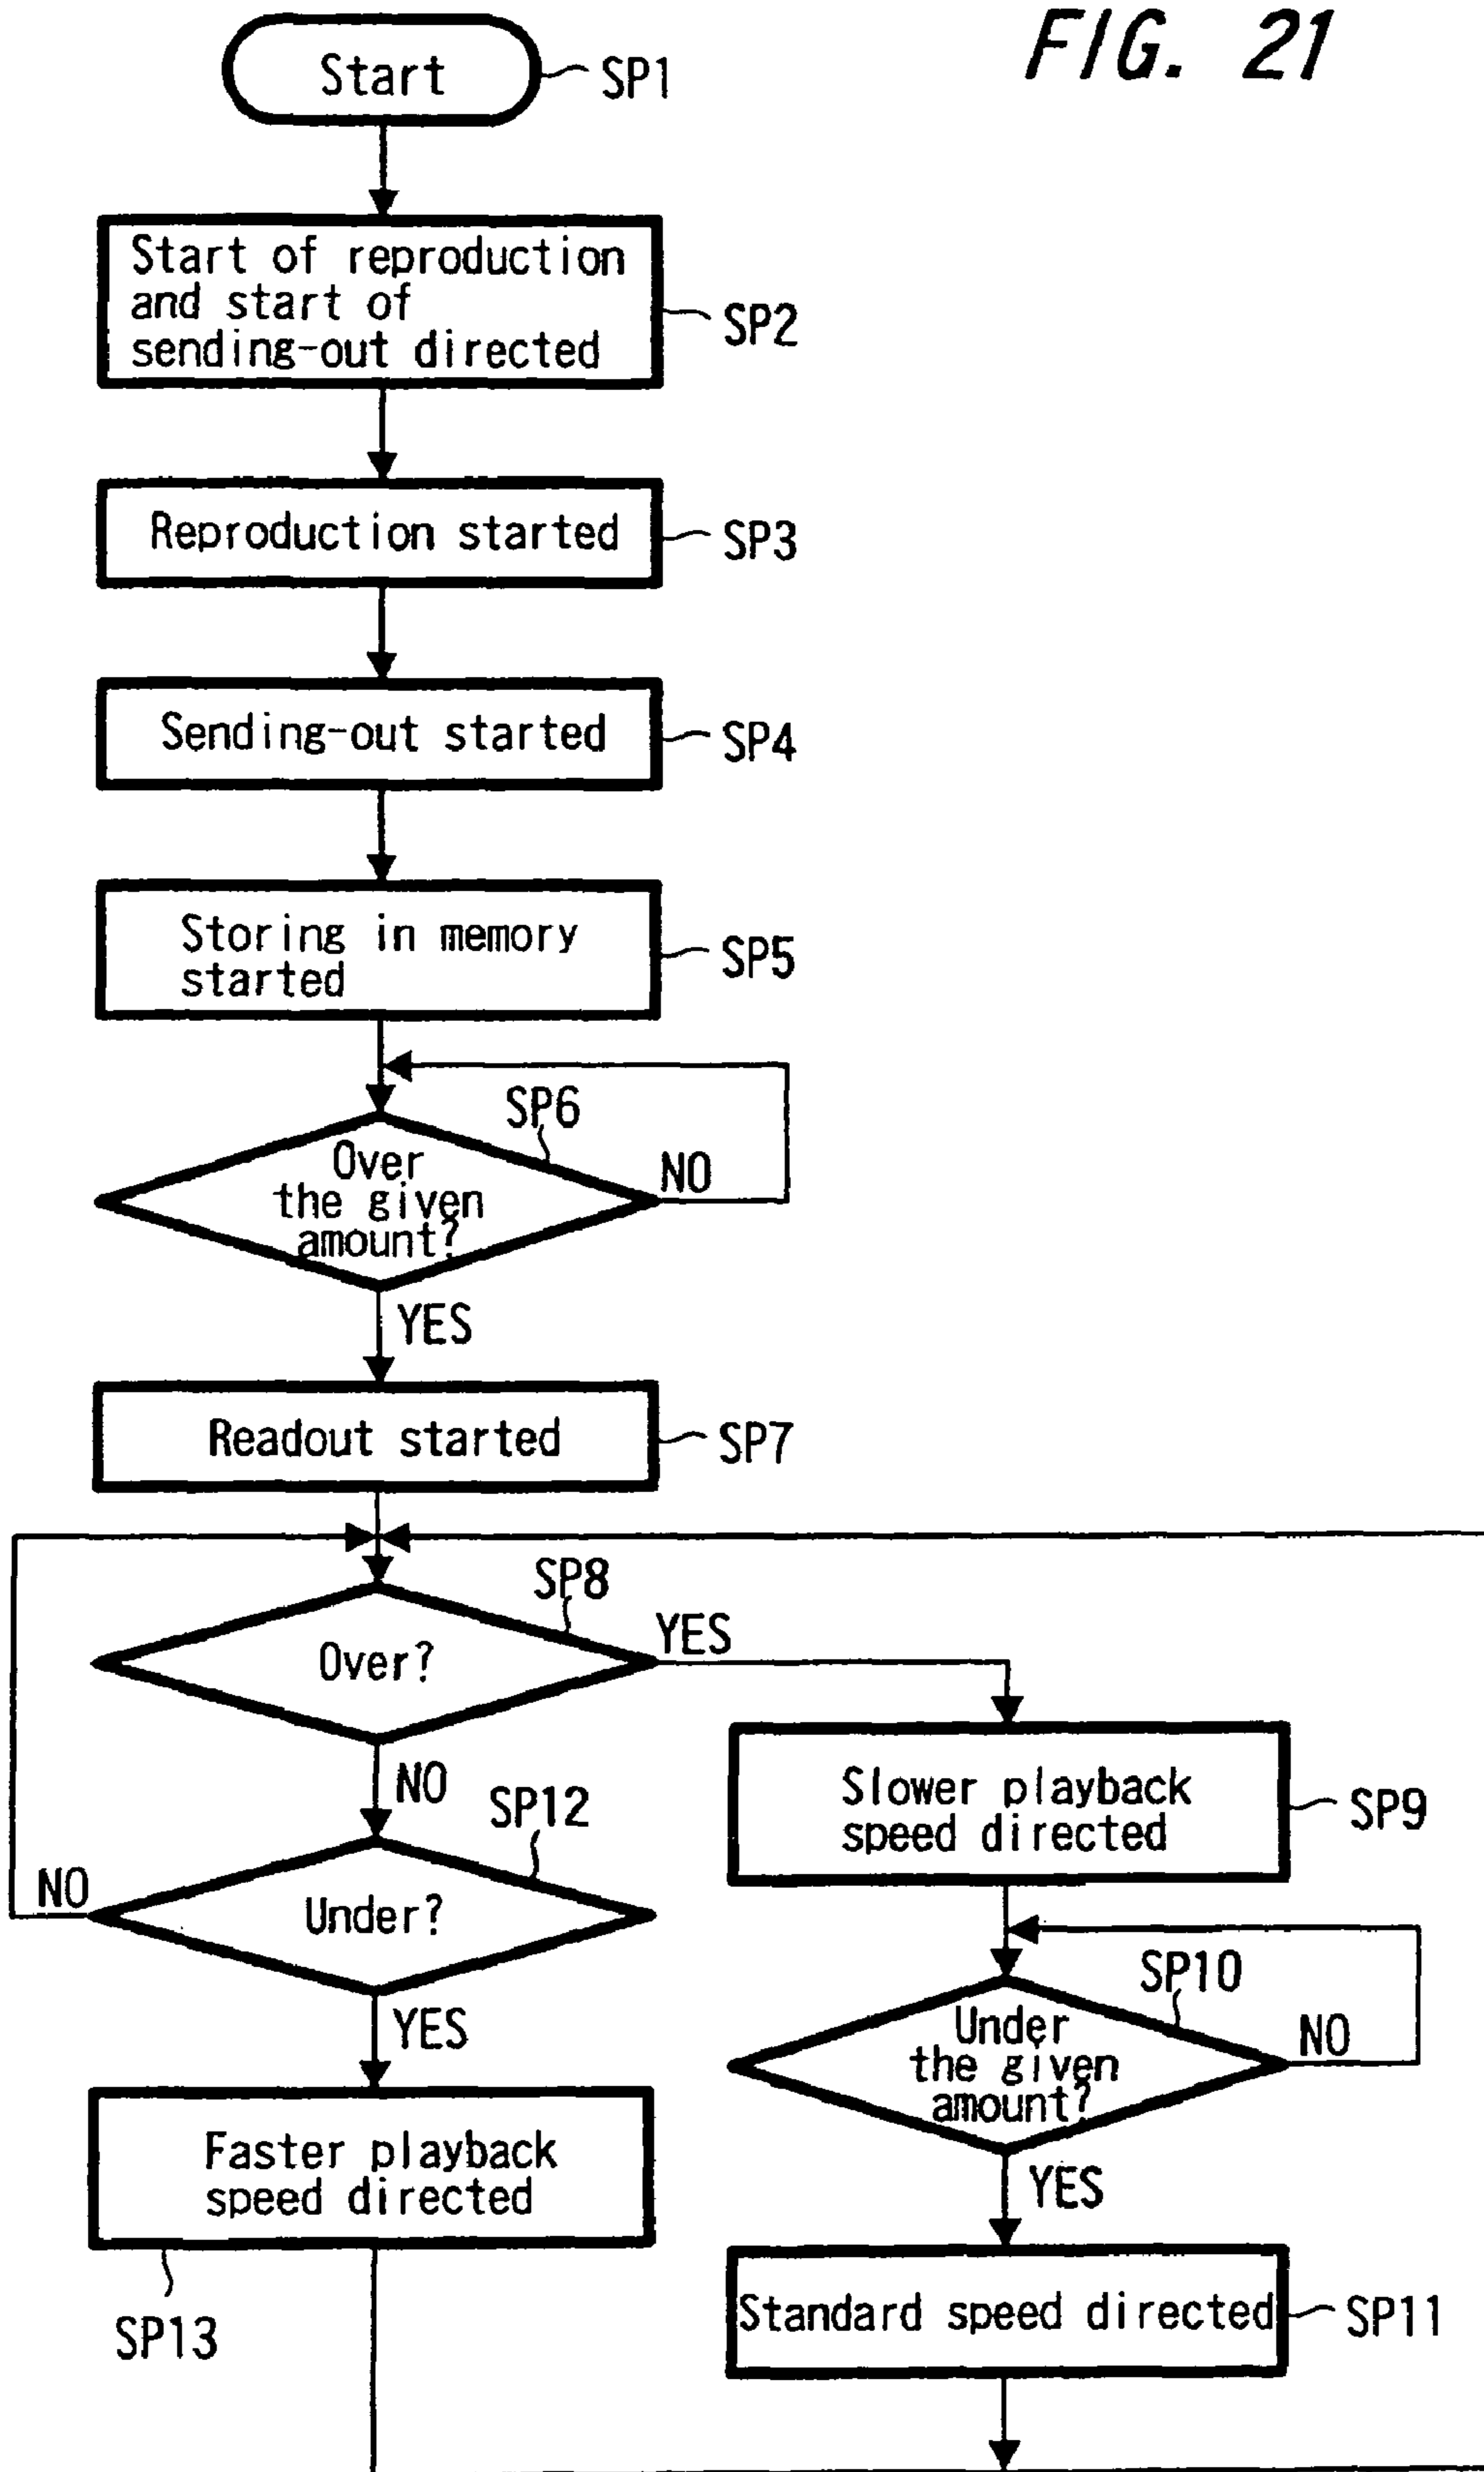 FIG. 21
Start
SP1
Start of reproduction
and start of
sending-out directed
SP2
Reproduction started
SP3
Sending-out started
SP4
Storing in memory
started
SP5
SP6
Over
the given
amount?
NO
YES
Readout started
SP7
SP8
Over?
YES
NO
Slower playback
speed directed
SP9
SP12
Under?
NO
YES
SP10
Under
the given
amount?
NO
YES
Faster playback
speed directed
SP13
Standard speed directed
SP11